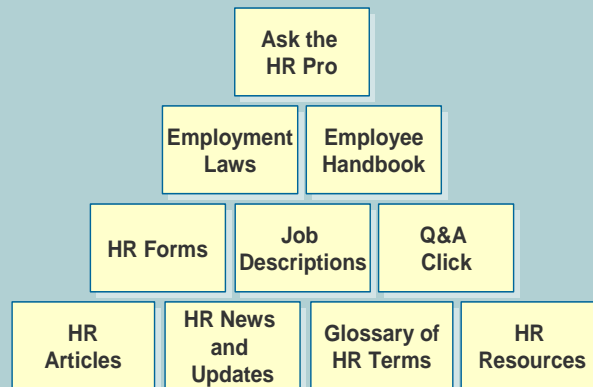 Ask the
HR Pro
Employment
Laws
Employee
Handbook
HR Forms
Job
Descriptions
Q&A
Click
HR
Articles
HR News
and
Updates
Glossary of
HR Terms
HR
Resources